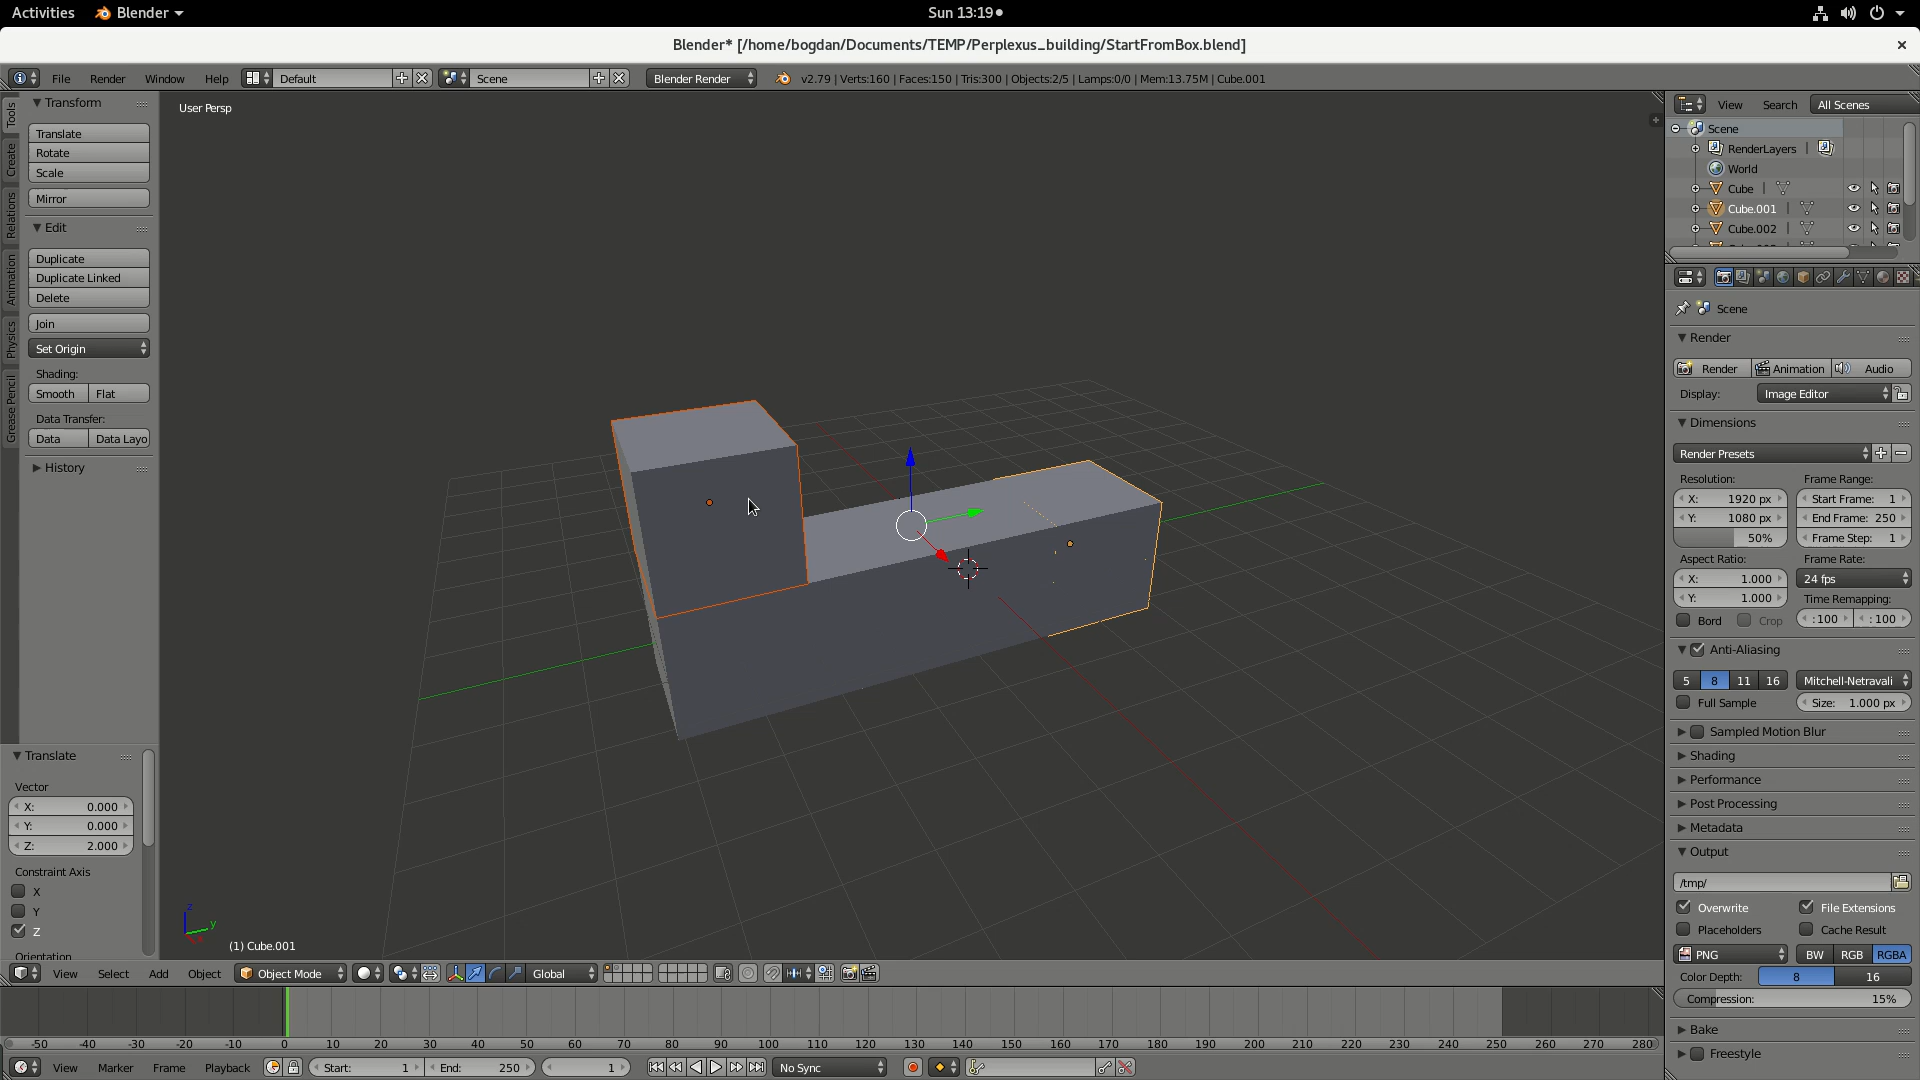 Activities Blender Sun 13:19
Blender* [/home/bogdan/Documents/TEMP/Perplexus_building/StartFromBox.blend]
File Render Window Help Default Scene Blender Render v2.79 | Verts:160 | Faces:150 | Tris:300 | Objects:2/5 | Lamps:0/0 | Mem:13.75M | Cube.001
Tools
Create
Relations
Animation
Physics
Grease Pencil
Transform
Translate
Rotate
Scale
Mirror
Edit
Duplicate
Duplicate Linked
Delete
Join
Set Origin
Shading:
Smooth Flat
Data Transfer:
Data Data Layo
History
Translate
Vector
X: 0.000
Y: 0.000
Z: 2.000
Constraint Axis
X
Y
Z
Orientation
User Persp
z
y
x
(1) Cube.001
View Select Add Object Object Mode Global
-50 -40 -30 -20 -10 0 10 20 30 40 50 60 70 80 90 100 110 120 130 140 150 160 170 180 190 200 210 220 230 240 250 260 270 280
View Marker Frame Playback Start: 1 End: 250 1 No Sync
View Search All Scenes
Scene
RenderLayers
World
Cube
Cube.001
Cube.002
Scene
Render
Render Animation Audio
Display: Image Editor
Dimensions
Render Presets
Resolution: Frame Range:
X: 1920 px Start Frame: 1
Y: 1080 px End Frame: 250
50% Frame Step: 1
Aspect Ratio: Frame Rate:
X: 1.000 24 fps
Y: 1.000 Time Remapping:
Bord Crop :100 :100
Anti-Aliasing
5 8 11 16 Mitchell-Netravali
Full Sample Size: 1.000 px
Sampled Motion Blur
Shading
Performance
Post Processing
Metadata
Output
/tmp/
Overwrite File Extensions
Placeholders Cache Result
PNG BW RGB RGBA
Color Depth: 8 16
Compression: 15%
Bake
Freestyle